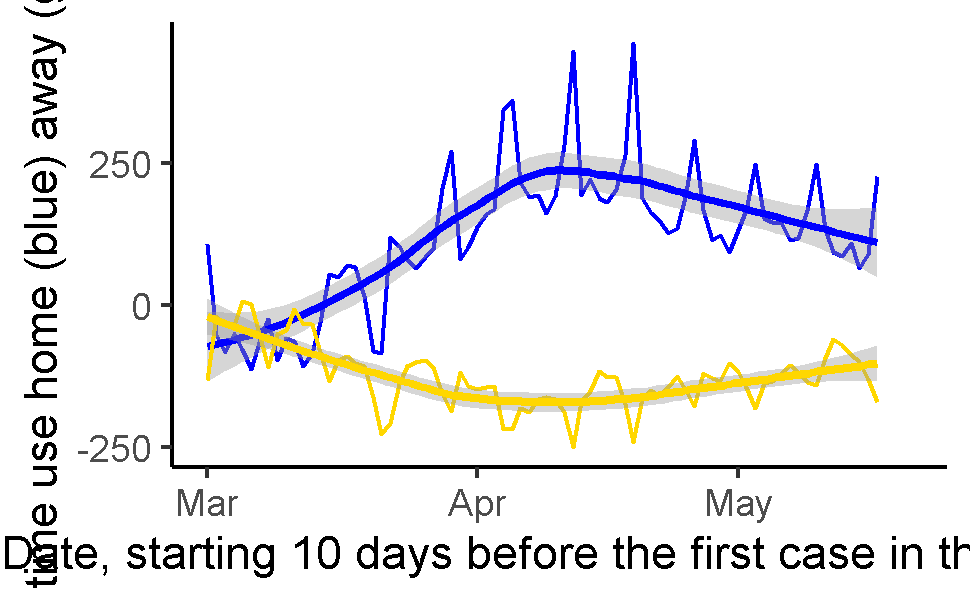 time use home (blue) away (
250
0
-250
Mar Apr May
Date, starting 10 days before the first case in th